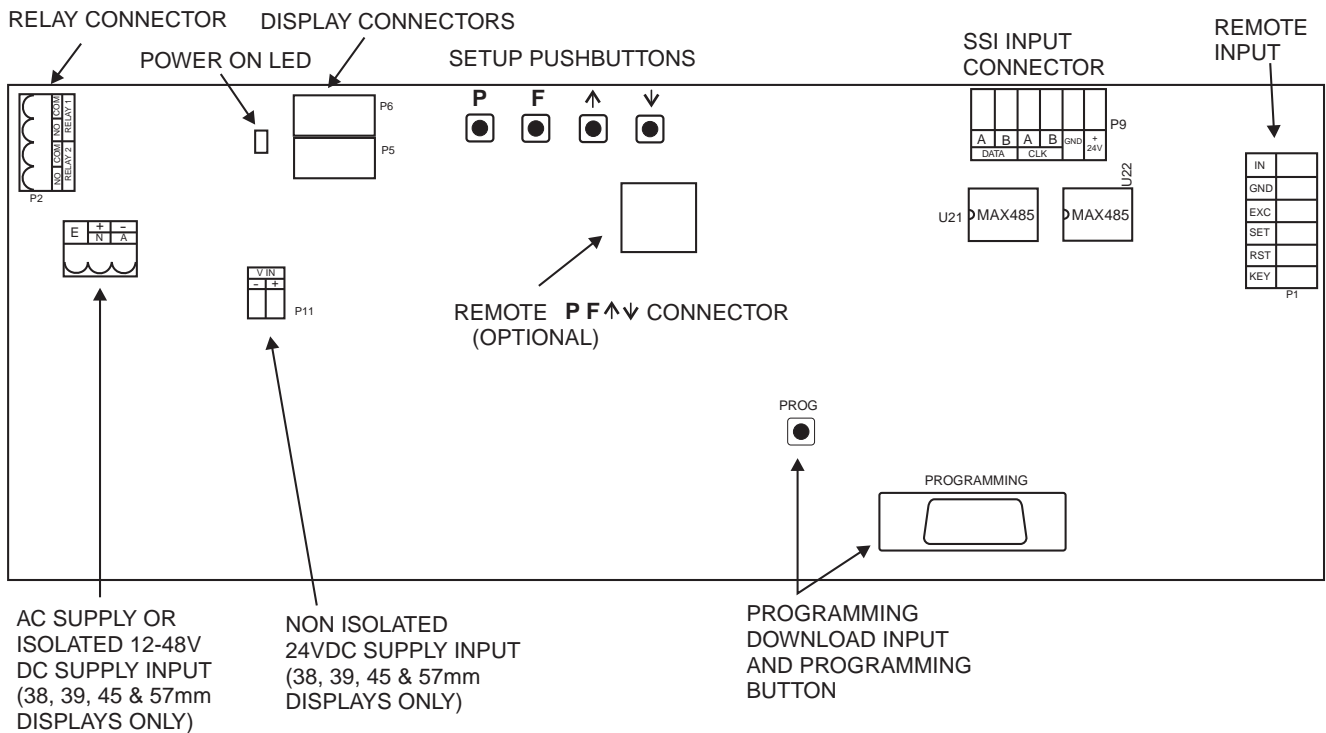 RELAY CONNECTOR
DISPLAY CONNECTORS
POWER ON LED
SETUP PUSHBUTTONS
SSI INPUT
CONNECTOR
REMOTE
INPUT
NO COM NO COM
RELAY 2 RELAY 1
P2
P6
P5
P F ↑ ↓
A B A B GND +
24V
DATA CLK
P9
U21
MAX485
MAX485
U22
IN
GND
EXC
SET
RST
KEY
P1
E + -
N A
V IN
- +
P11
REMOTE P F ↑ ↓ CONNECTOR
(OPTIONAL)
PROG
PROGRAMMING
AC SUPPLY OR
ISOLATED 12-48V
DC SUPPLY INPUT
(38, 39, 45 & 57mm
DISPLAYS ONLY)
NON ISOLATED
24VDC SUPPLY INPUT
(38, 39, 45 & 57mm
DISPLAYS ONLY)
PROGRAMMING
DOWNLOAD INPUT
AND PROGRAMMING
BUTTON